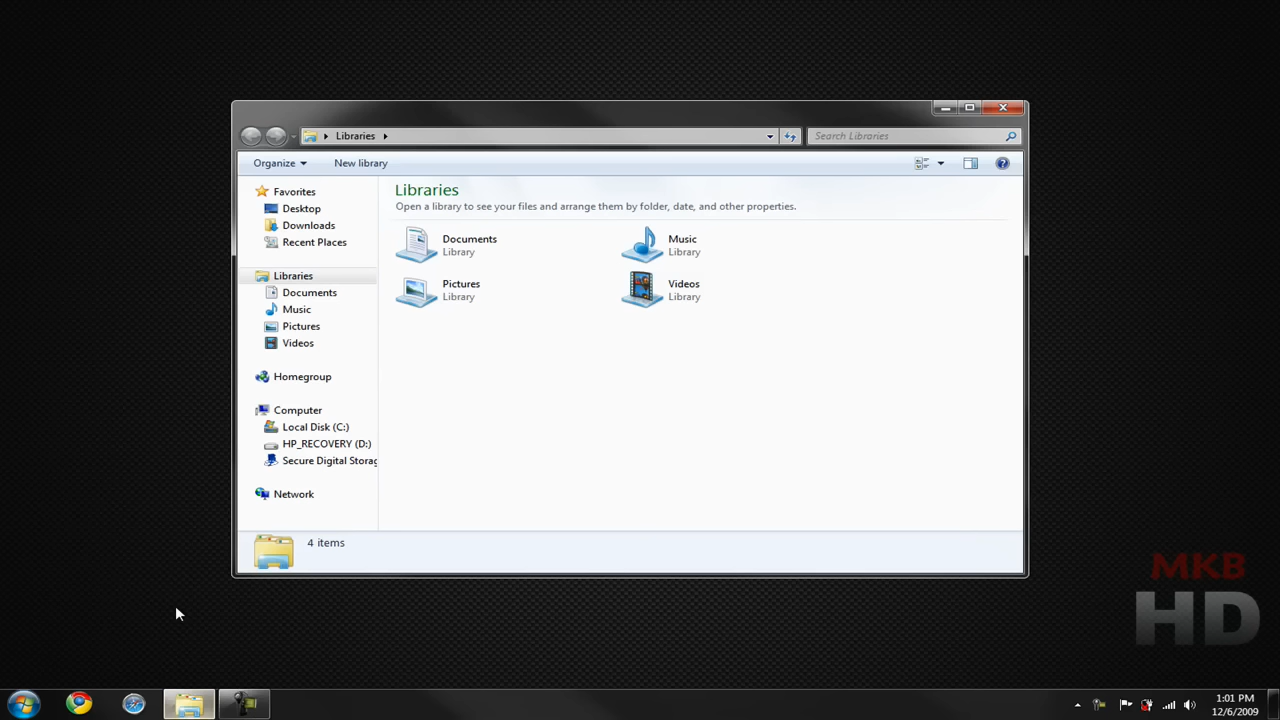 Libraries
Search Libraries
Organize
New library
Favorites
Desktop
Downloads
Recent Places
Libraries
Documents
Music
Pictures
Videos
Homegroup
Computer
Local Disk (C:)
HP_RECOVERY (D:)
Secure Digital Storag
Network
Libraries
Open a library to see your files and arrange them by folder, date, and other properties.
Documents
Library
Music
Library
Pictures
Library
Videos
Library
4 items
MKB
HD
1:01 PM
12/6/2009